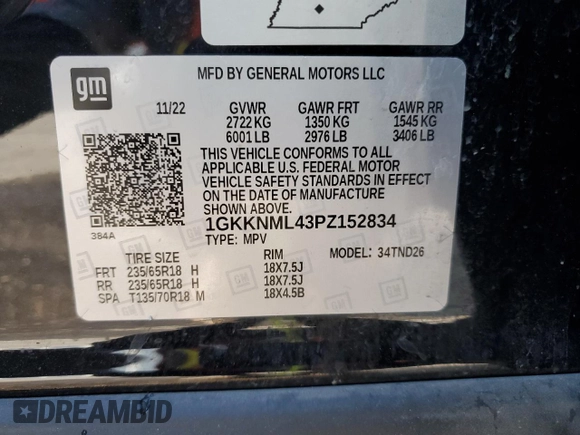 gm
MFD BY GENERAL MOTORS LLC
11/22 GVWR GAWR FRT GAWR RR
2722 KG 1350 KG 1545 KG
6001 LB 2976 LB 3406 LB
THIS VEHICLE CONFORMS TO ALL
APPLICABLE U.S. FEDERAL MOTOR
VEHICLE SAFETY STANDARDS IN EFFECT
ON THE DATE OF MANUFACTURE
SHOWN ABOVE.
384A
1GKKNML43PZ152834
TYPE: MPV MODEL: 34TND26
TIRE SIZE RIM
FRT 235/65R18 H 18X7.5J
RR 235/65R18 H 18X7.5J
SPA T135/70R18 M 18X4.5B
DREAMBID